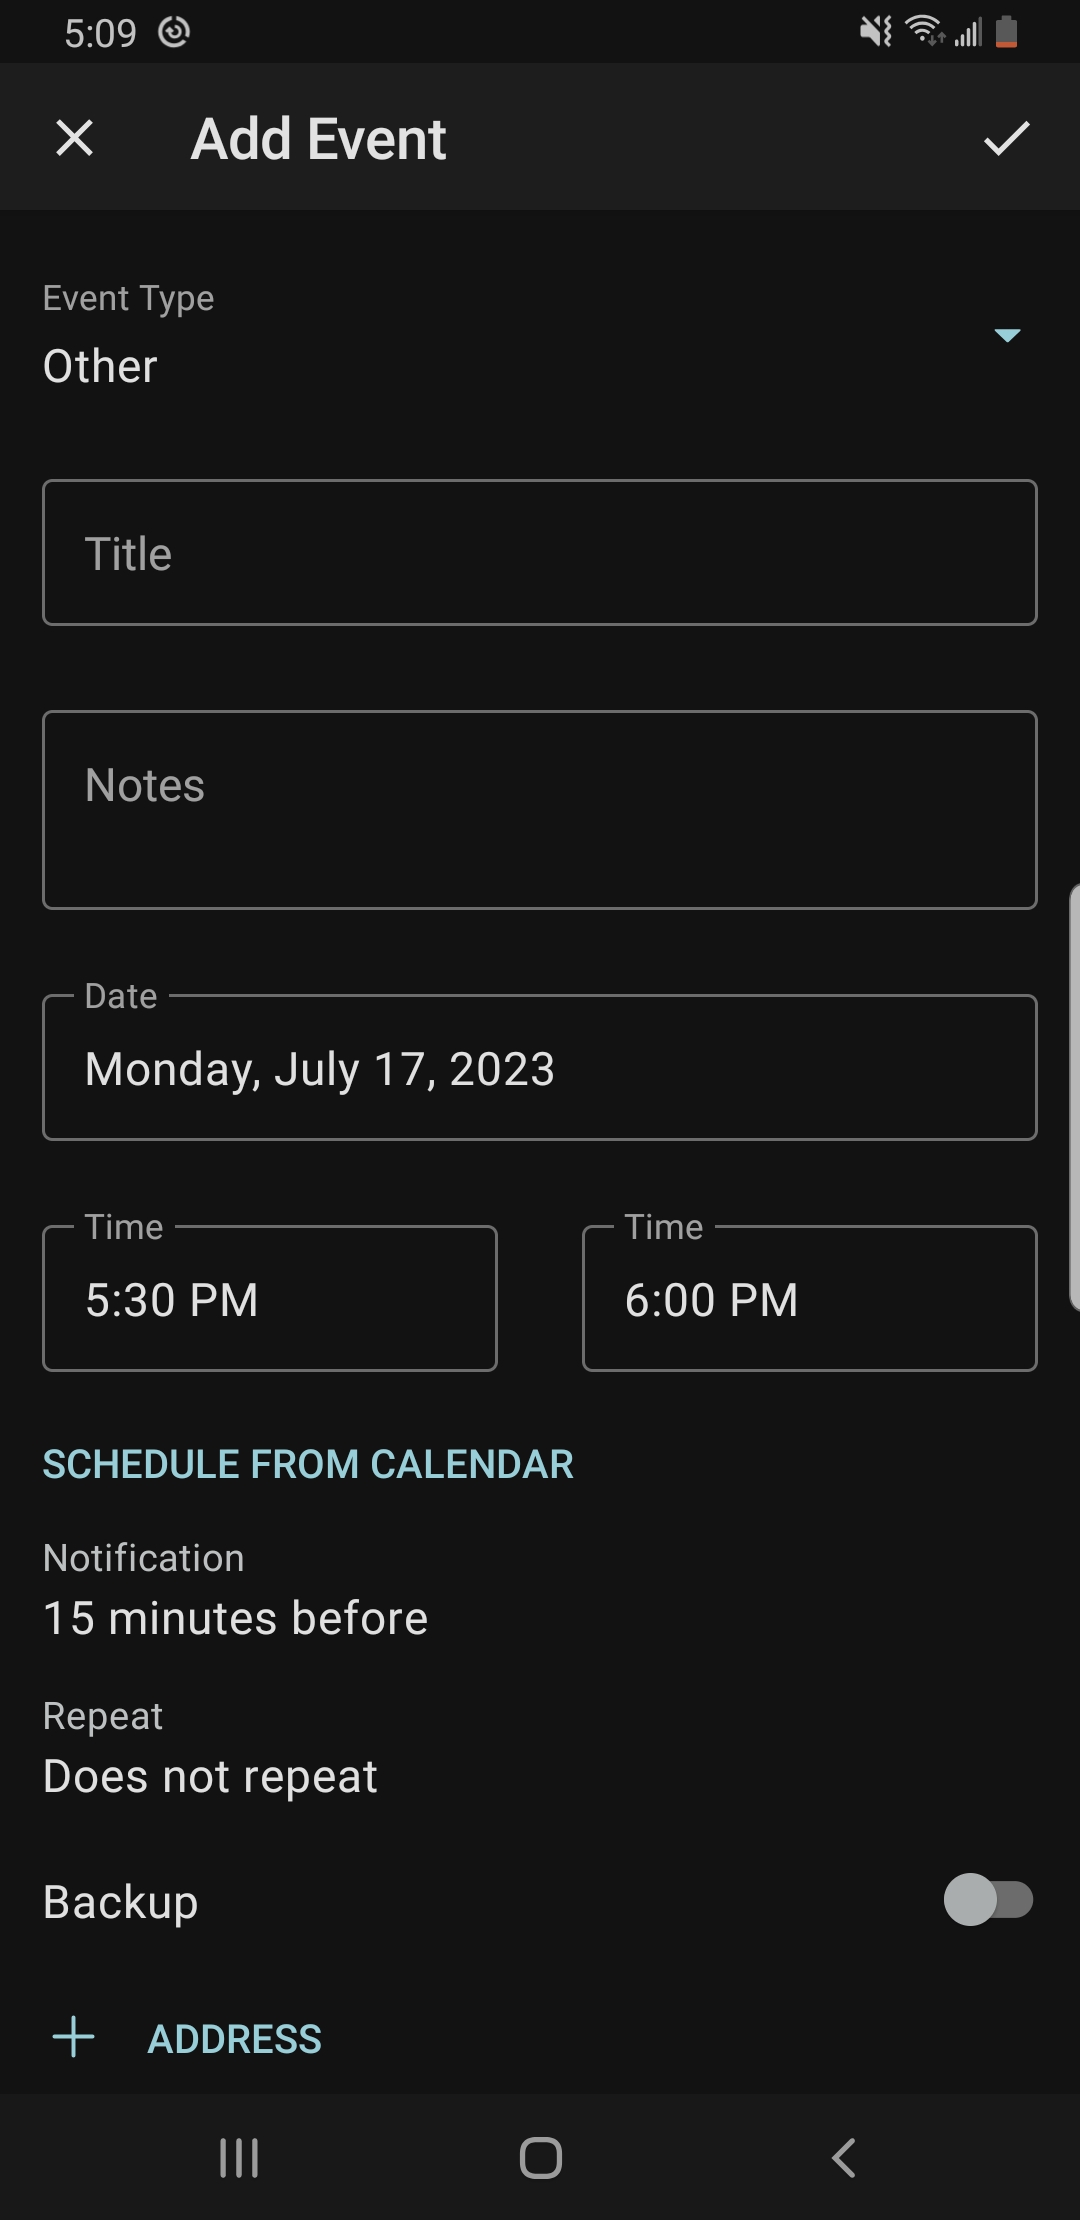 5:09
Add Event
Event Type
Other
Title
Notes
Date
Monday, July 17, 2023
Time
5:30 PM
Time
6:00 PM
SCHEDULE FROM CALENDAR
Notification
15 minutes before
Repeat
Does not repeat
Backup
ADDRESS